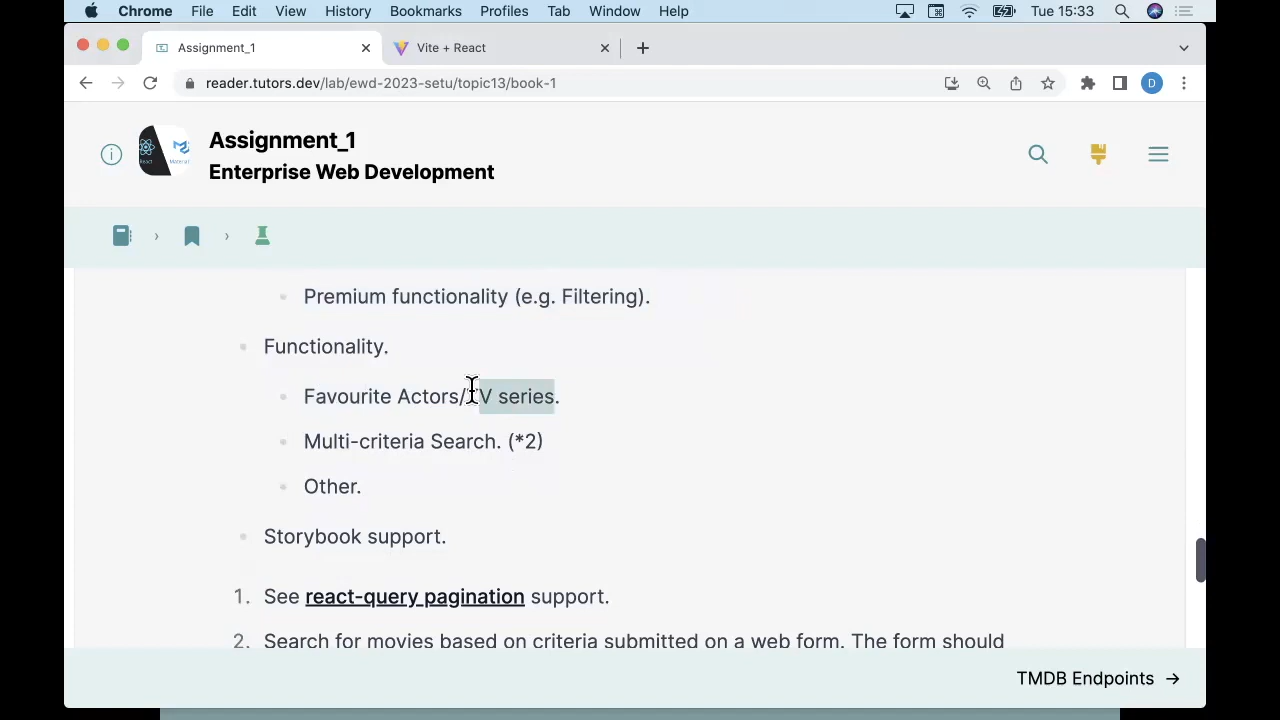 Chrome File Edit View History Bookmarks Profiles Tab Window Help Tue 15:33
Assignment_1 Vite + React
reader.tutors.dev/lab/ewd-2023-setu/topic13/book-1 D
Assignment_1
Enterprise Web Development
React Material
Premium functionality (e.g. Filtering).
Functionality.
Favourite Actors/TV series.
Multi-criteria Search. (*2)
Other.
Storybook support.
1. See react-query pagination support.
2. Search for movies based on criteria submitted on a web form. The form should
TMDB Endpoints →